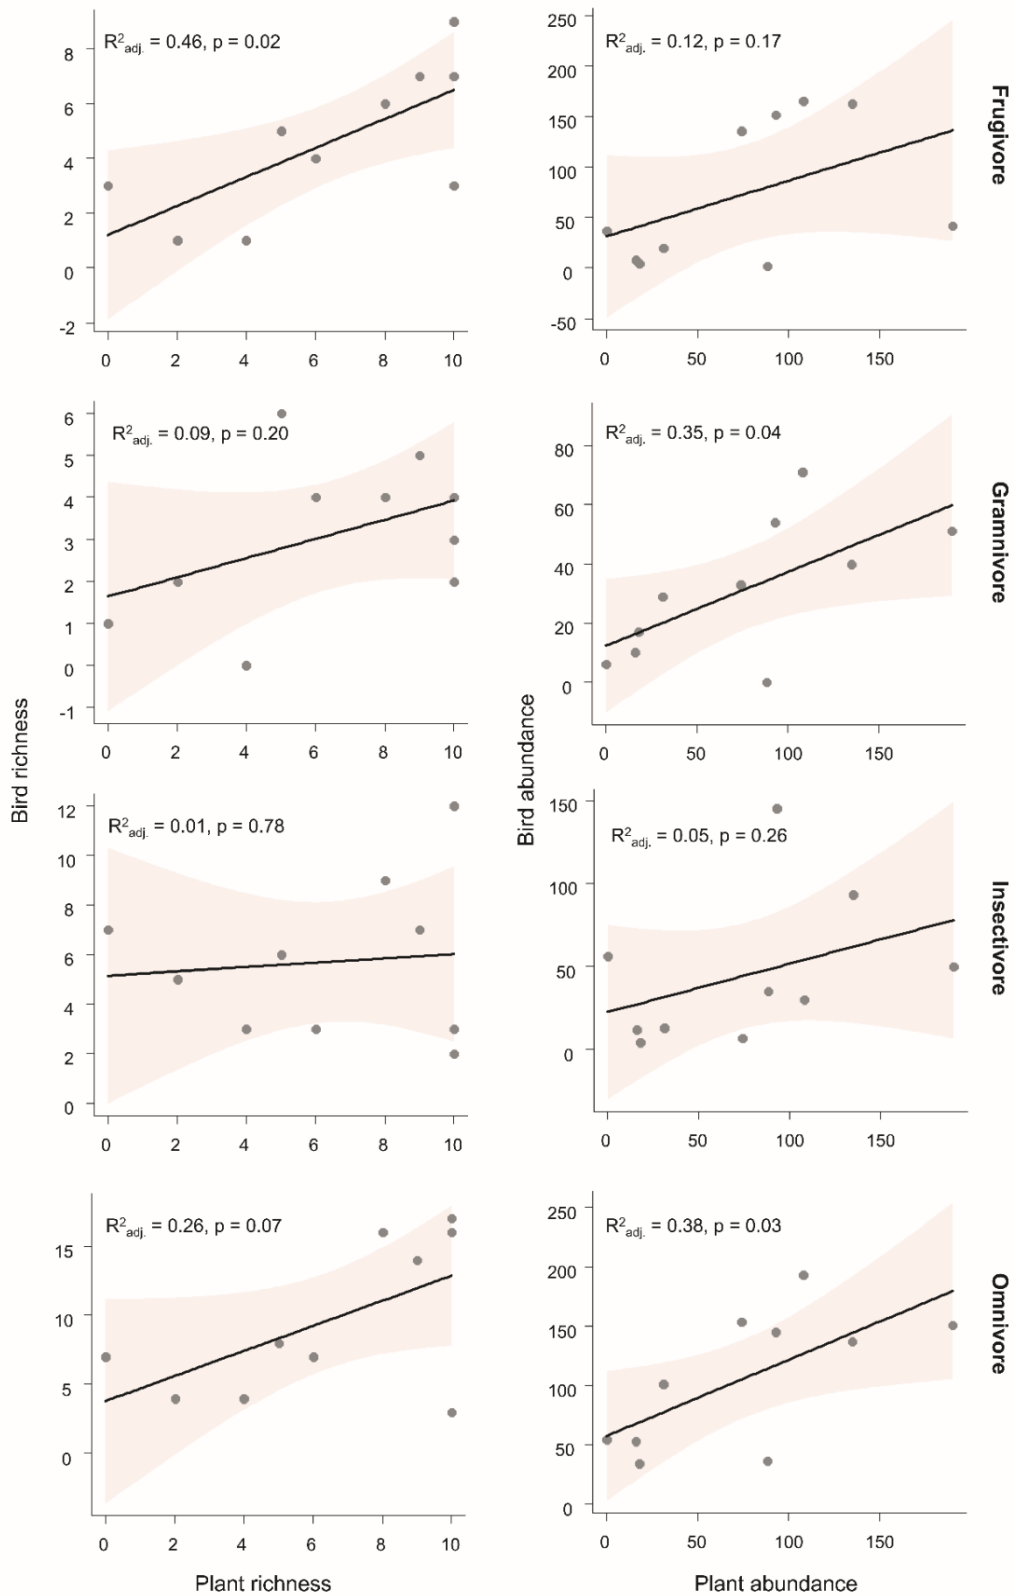 R²adj. = 0.46, p = 0.02
8
6
4
2
0
-2
0 2 4 6 8 10
R²adj. = 0.12, p = 0.17
250
200
150
100
50
0
-50
0 50 100 150
Frugivore
R²adj. = 0.09, p = 0.20
6
5
4
3
2
1
0
-1
0 2 4 6 8 10
R²adj. = 0.35, p = 0.04
80
60
40
20
0
0 50 100 150
Gramnivore
Bird richness
Bird abundance
R²adj. = 0.01, p = 0.78
12
10
8
6
4
2
0
0 2 4 6 8 10
R²adj. = 0.05, p = 0.26
150
100
50
0
0 50 100 150
Insectivore
R²adj. = 0.26, p = 0.07
15
10
5
0
0 2 4 6 8 10
R²adj. = 0.38, p = 0.03
250
200
150
100
50
0
0 50 100 150
Omnivore
Plant richness
Plant abundance